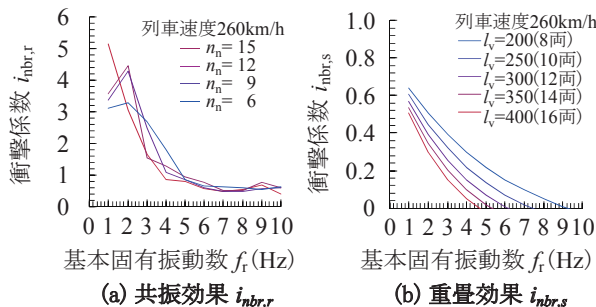 列車速度260km/h
nn= 15
nn= 12
nn= 9
nn= 6
衝撃係数 inbr,r
6
5
4
3
2
1
0
0 1 2 3 4 5 6 7 8 9 10
基本固有振動数 fr(Hz)
(a) 共振効果 inbr,r
列車速度260km/h
lv=200(8両)
lv=250(10両)
lv=300(12両)
lv=350(14両)
lv=400(16両)
衝撃係数 inbr,s
1.0
0.8
0.6
0.4
0.2
0
0 1 2 3 4 5 6 7 8 9 10
基本固有振動数 fr(Hz)
(b) 重畳効果 inbr,s